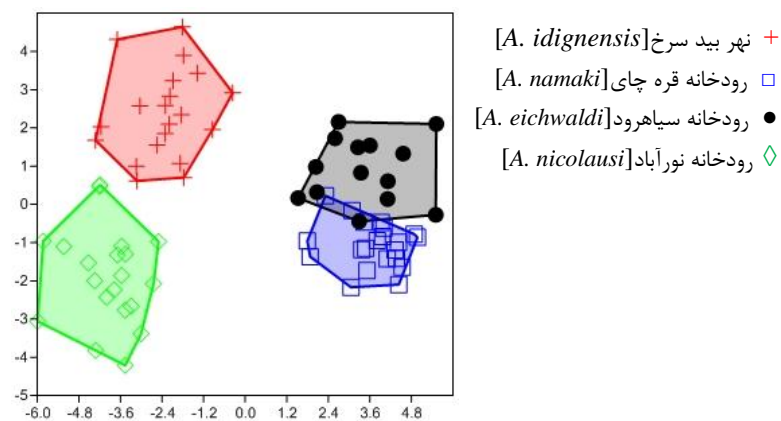 4
3
2
1
0
-1
-2
-3
-4
-5
-6.0 -4.8 -3.6 -2.4 -1.2 0.0 1.2 2.4 3.6 4.8
نهر بید سرخ[A. idignensis]
رودخانه قره چای[A. namaki]
رودخانه سیاهرود[A. eichwaldi]
رودخانه نورآباد[A. nicolausi]